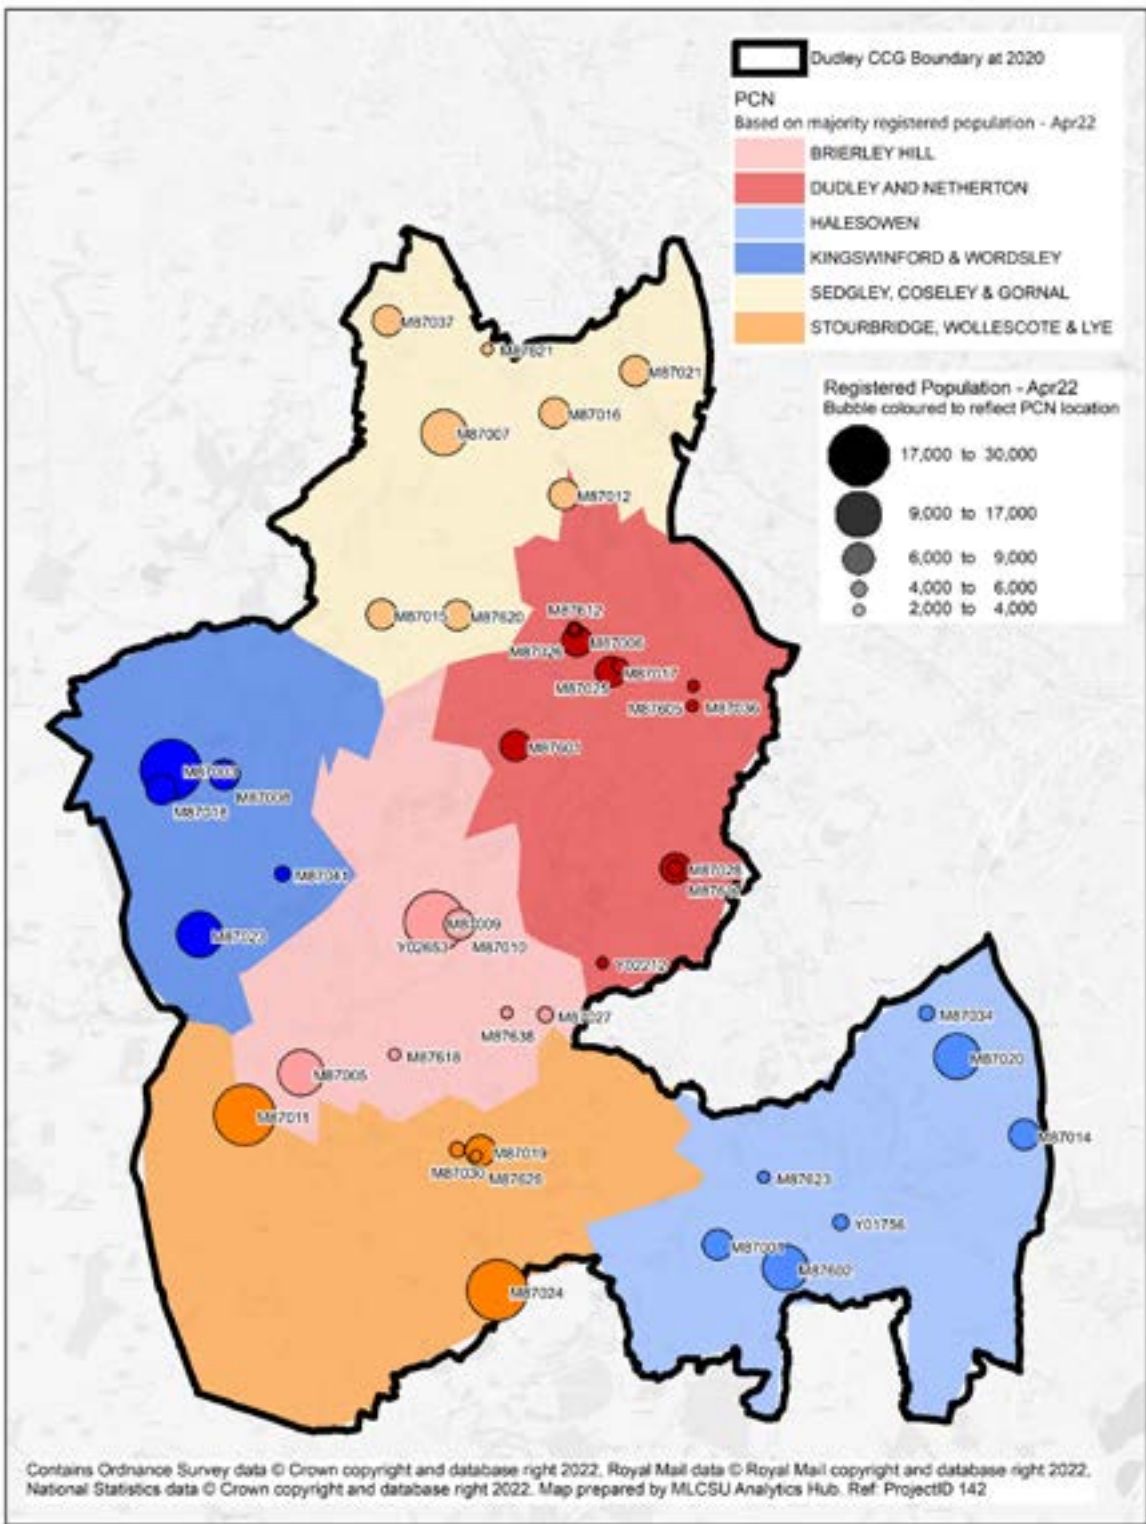 Dudley CCG Boundary at 2020
PCN
Based on majority registered population - Apr22
BRIERLEY HILL
DUDLEY AND NETHERTON
HALESOWEN
KINGSWINFORD & WORDSLEY
SEDGLEY, COSELEY & GORNAL
STOURBRIDGE, WOLLESCOTE & LYE
Registered Population - Apr22
Bubble coloured to reflect PCN location
17,000 to 30,000
9,000 to 17,000
6,000 to 9,000
4,000 to 6,000
2,000 to 4,000
M87037
M87621
M87021
M87016
M87007
M87012
M87015
M87620
M87612
M87006
M87026
M87017
M87025
M87605
M87036
M87601
M87018
M87008
M87041
M87023
M87028
M87009
Y02653
M87010
Y02212
M87638
M87027
M87618
M87005
M87011
M87034
M87020
M87014
M87019
M87030
M87623
Y01756
M87602
M87024
Contains Ordnance Survey data © Crown copyright and database right 2022, Royal Mail data © Royal Mail copyright and database right 2022,
National Statistics data © Crown copyright and database right 2022. Map prepared by MLCSU Analytics Hub. Ref: ProjectID 142